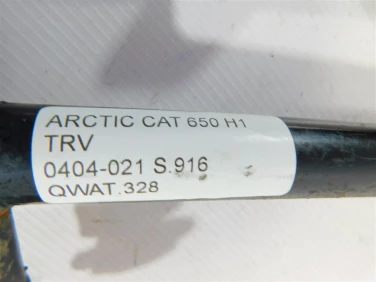 ARCTIC CAT 650 H1
TRV
0404-021 S.916
QWAT.328